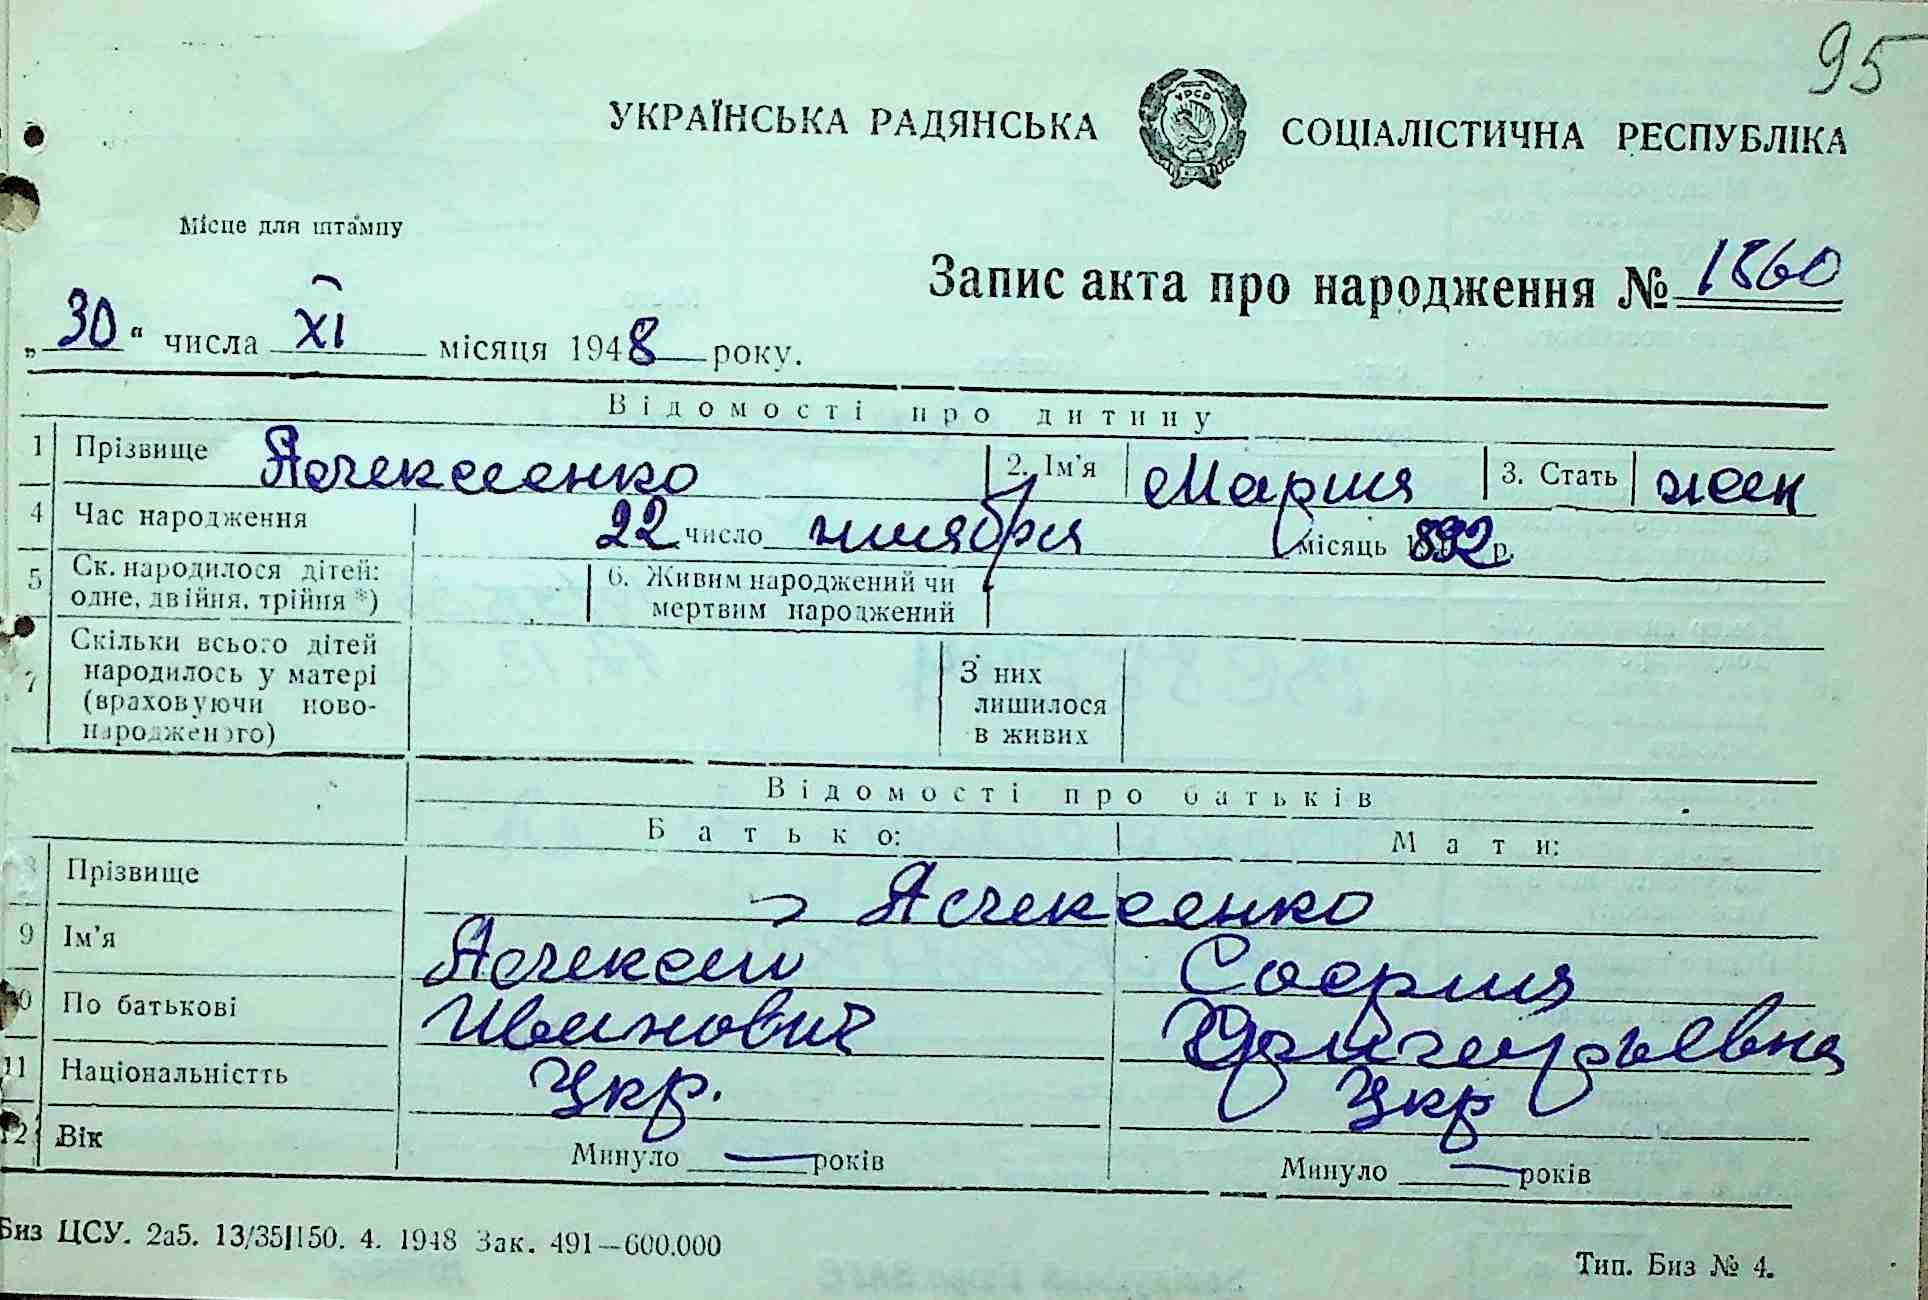 95
УКРАЇНСЬКА РАДЯНСЬКА СОЦІАЛІСТИЧНА РЕСПУБЛІКА
УРСР
Місце для штампу
Запис акта про народження № 1860
„30“ числа XI місяця 1948 року.
Відомості про дитину
1 Прізвище Алексеенко 2. Ім'я Мария 3. Стать жен
4 Час народження 22 число ноября місяць 1892 р.
5 Ск. народилося дітей: одне, двійня, трійня *) 6. Живим народжений чи мертвим народжений
7 Скільки всього дітей народилось у матері (враховуючи новонародженого) З них лишилося в живих
Відомості про батьків
Батько: Мати:
8 Прізвище Алексеенко
9 Ім'я Алексей София
10 По батькові Иванович Григорьевна
11 Національністть Укр. Укр
12 Вік Минуло — років Минуло — років
Биз ЦСУ. 2а5. 13/35|150. 4. 1948 Зак. 491—600.000
Тип. Биз № 4.